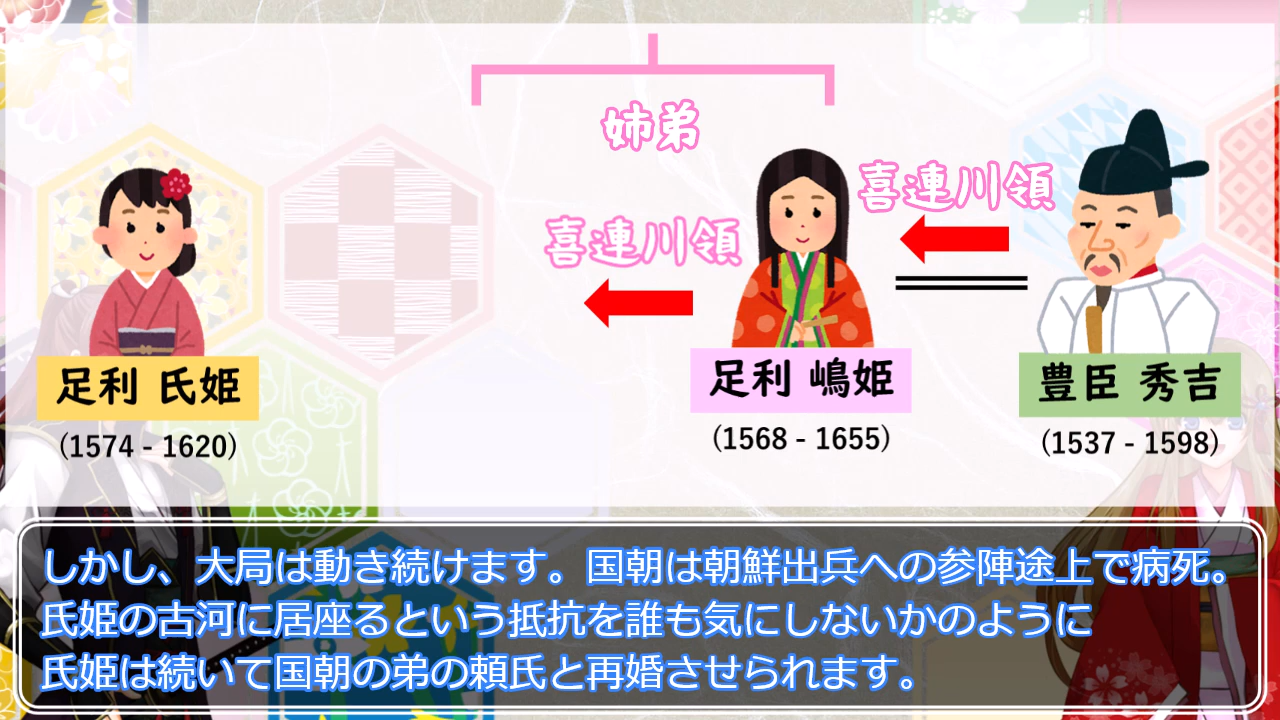 姉弟
喜連川領
喜連川領
足利 氏姫
(1574 - 1620)
足利 嶋姫
(1568 - 1655)
豊臣 秀吉
(1537 - 1598)
しかし、大局は動き続けます。国朝は朝鮮出兵への参陣途上で病死。
氏姫の古河に居座るという抵抗を誰も気にしないかのように
氏姫は続いて国朝の弟の頼氏と再婚させられます。